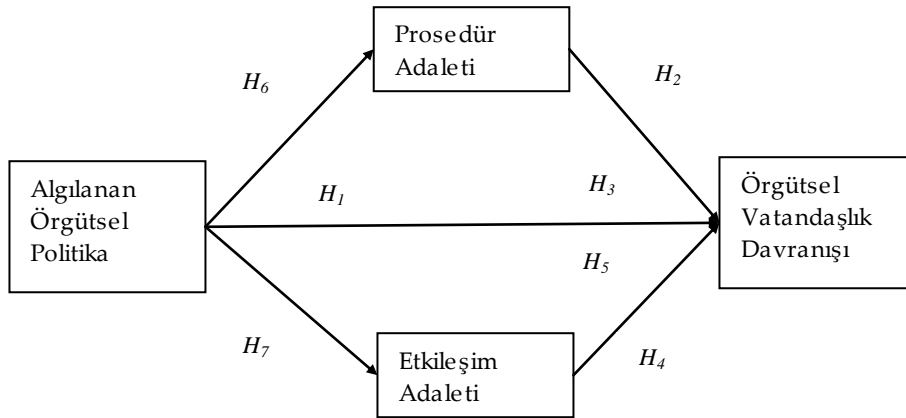 Prosedür
Adaleti
H6
H2
Algılanan
Örgütsel
Politika
H1
H3
Örgütsel
Vatandaşlık
Davranışı
H5
H7
Etkileşim
Adaleti
H4